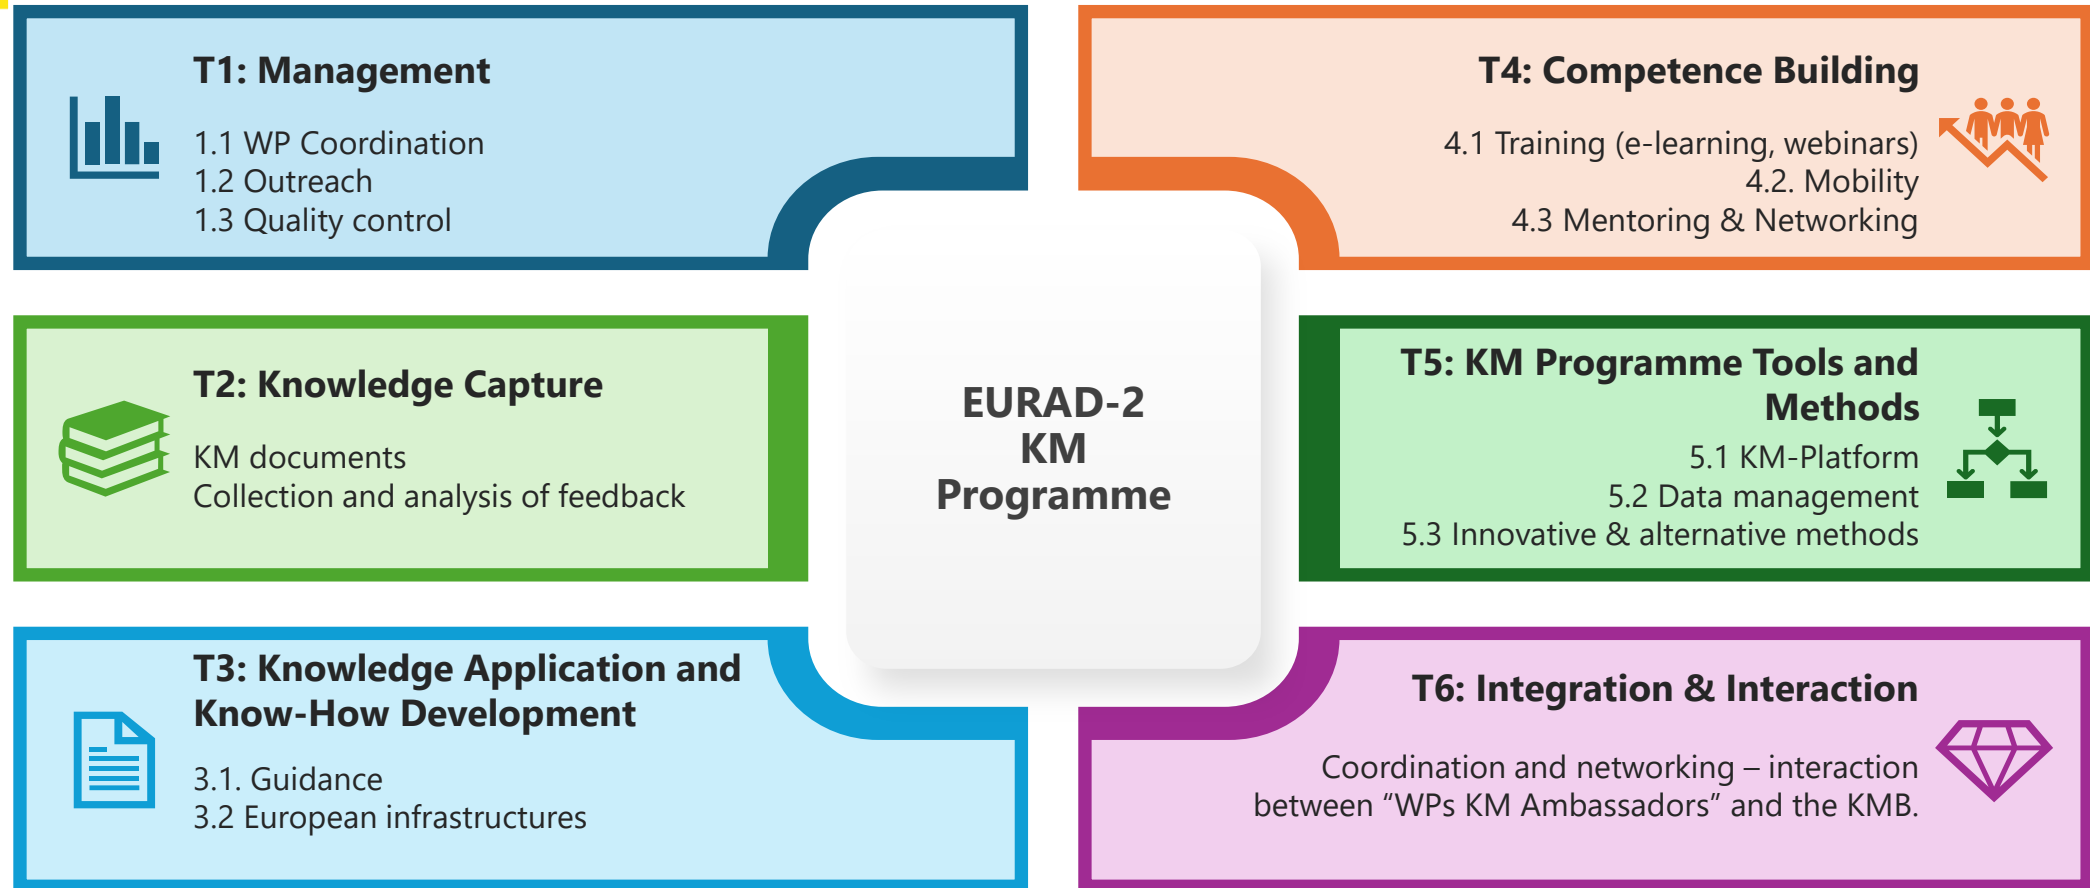 T1: Management
1.1 WP Coordination
1.2 Outreach
1.3 Quality control
T2: Knowledge Capture
KM documents
Collection and analysis of feedback
T3: Knowledge Application and
Know-How Development
3.1. Guidance
3.2 European infrastructures
EURAD-2
KM
Programme
T4: Competence Building
4.1 Training (e-learning, webinars)
4.2. Mobility
4.3 Mentoring & Networking
T5: KM Programme Tools and
Methods
5.1 KM-Platform
5.2 Data management
5.3 Innovative & alternative methods
T6: Integration & Interaction
Coordination and networking – interaction
between “WPs KM Ambassadors” and the KMB.